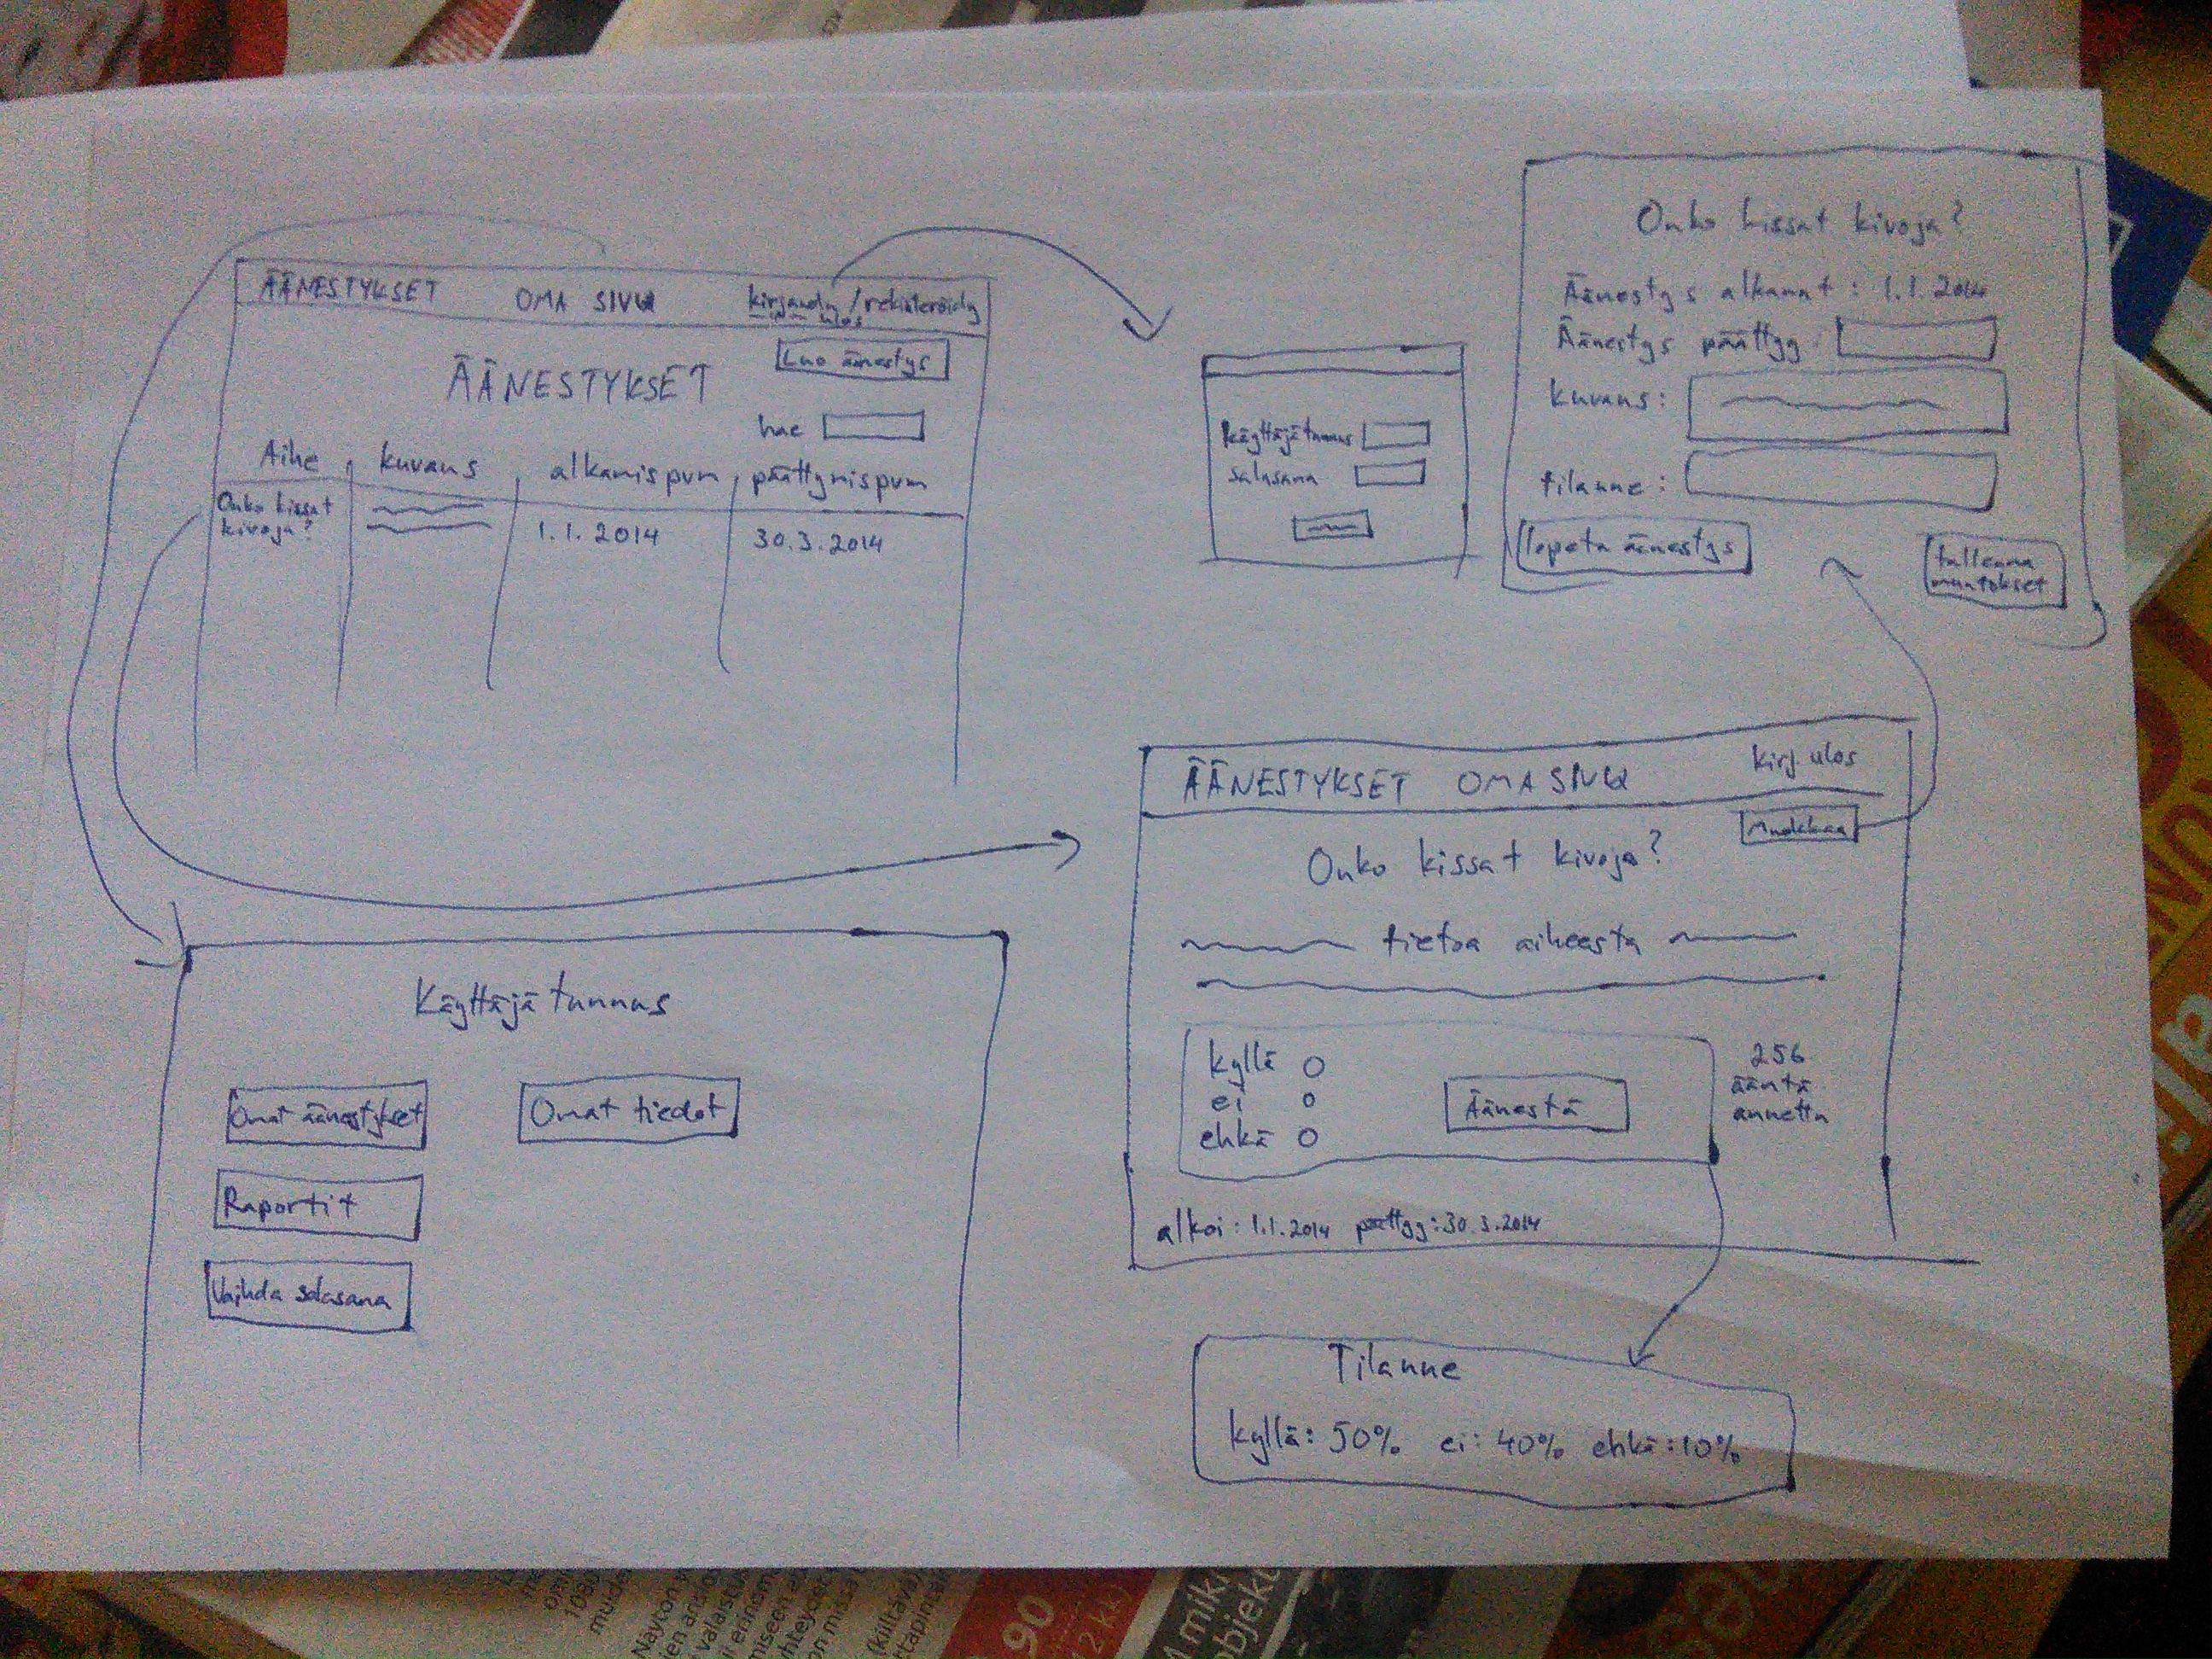 ÄÄNESTYKSET OMA SIVU kirjaudu / rekisteröidy
ulos
Luo äänestys
ÄÄNESTYKSET
hae
Aihe kuvaus alkamispvm päättymispvm
Onko kissat
kivoja?
1.1.2014 30.3.2014
käyttäjätunnus
salasana
Onko kissat kivoja?
Äänestys alkanut: 1.1.2014
Äänestys päättyy:
kuvaus:
tilanne:
lopeta äänestys
tallenna
muutokset
ÄÄNESTYKSET OMA SIVU kirj. ulos
Muokkaa
Onko kissat kivoja?
tietoa aiheesta
kyllä
ei
ehkä
Äänestä
256
ääntä
annettu
alkoi: 1.1.2014 päättyy: 30.3.2014
Tilanne
kyllä: 50% ei: 40% ehkä: 10%
Käyttäjätunnus
Omat äänestykset
Omat tiedot
Raportit
Vaihda salasana
90